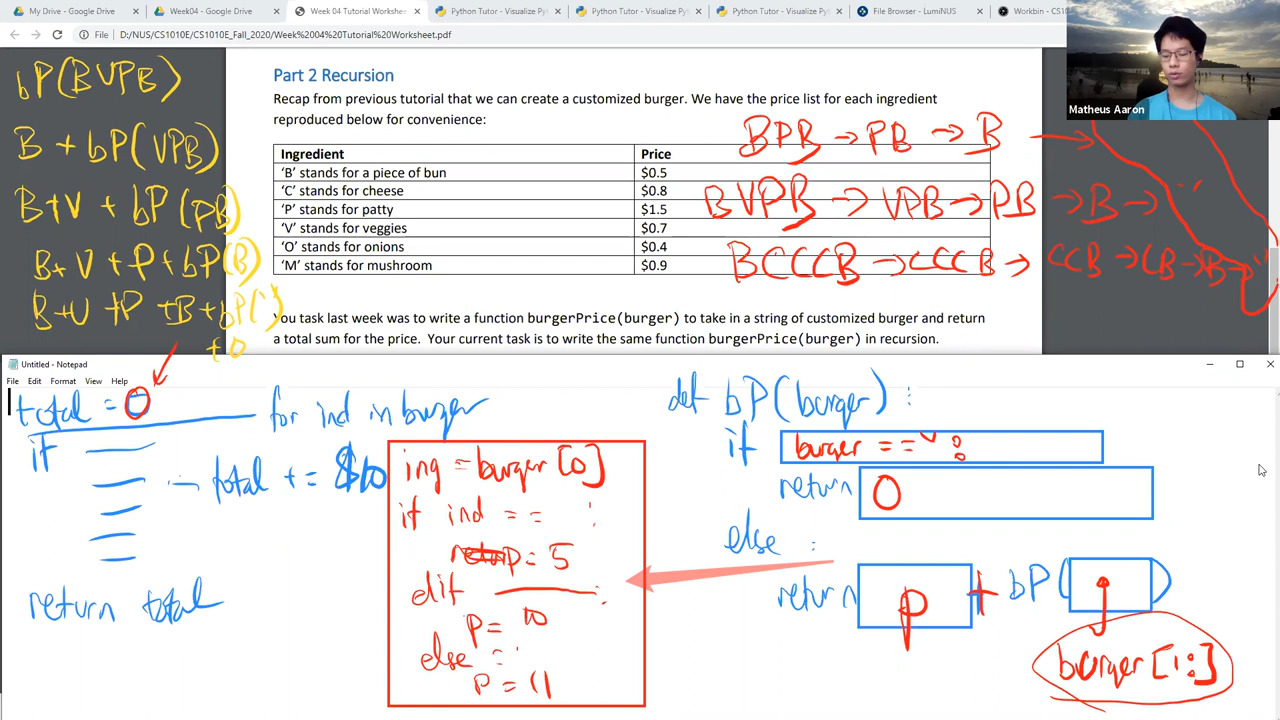 My Drive - Google Drive
Week04 - Google Drive
Week 04 Tutorial Workshe
Python Tutor - Visualize P
Python Tutor - Visualize P
Python Tutor - Visualize P
File Browser - LumiNUS
Workbin - CS10
File
D:/NUS/CS1010E_Fall_2020/Week%2004%20Tutorial%20Worksheet.pdf
Matheus Aaron
bP(BVPB)
B + bP(VPB)
B+V + bP(PB)
B+ V + P + bP(B)
B+V +P +B + bP('')
+0
Part 2 Recursion
Recap from previous tutorial that we can create a customized burger. We have the price list for each ingredient
reproduced below for convenience:
Ingredient Price
'B' stands for a piece of bun $0.5
'C' stands for cheese $0.8
'P' stands for patty $1.5
'V' stands for veggies $0.7
'O' stands for onions $0.4
'M' stands for mushroom $0.9
BPB → PB → B →
BVPB → VPB → PB → B → ''
BCCCB → CCCB → CCB → CB → B → ''
You task last week was to write a function burgerPrice(burger) to take in a string of customized burger and return
a total sum for the price. Your current task is to write the same function burgerPrice(burger) in recursion.
Untitled - Notepad
File Edit Format View Help
total = 0
for ind in burger
if
total += $10
return total
ing = burger[0]
if ind == :
p = 5
elif :
p = 10
else :
p = 11
def bP(burger) :
if burger == '' :
return 0
else :
return p + bP( )
burger[1:]